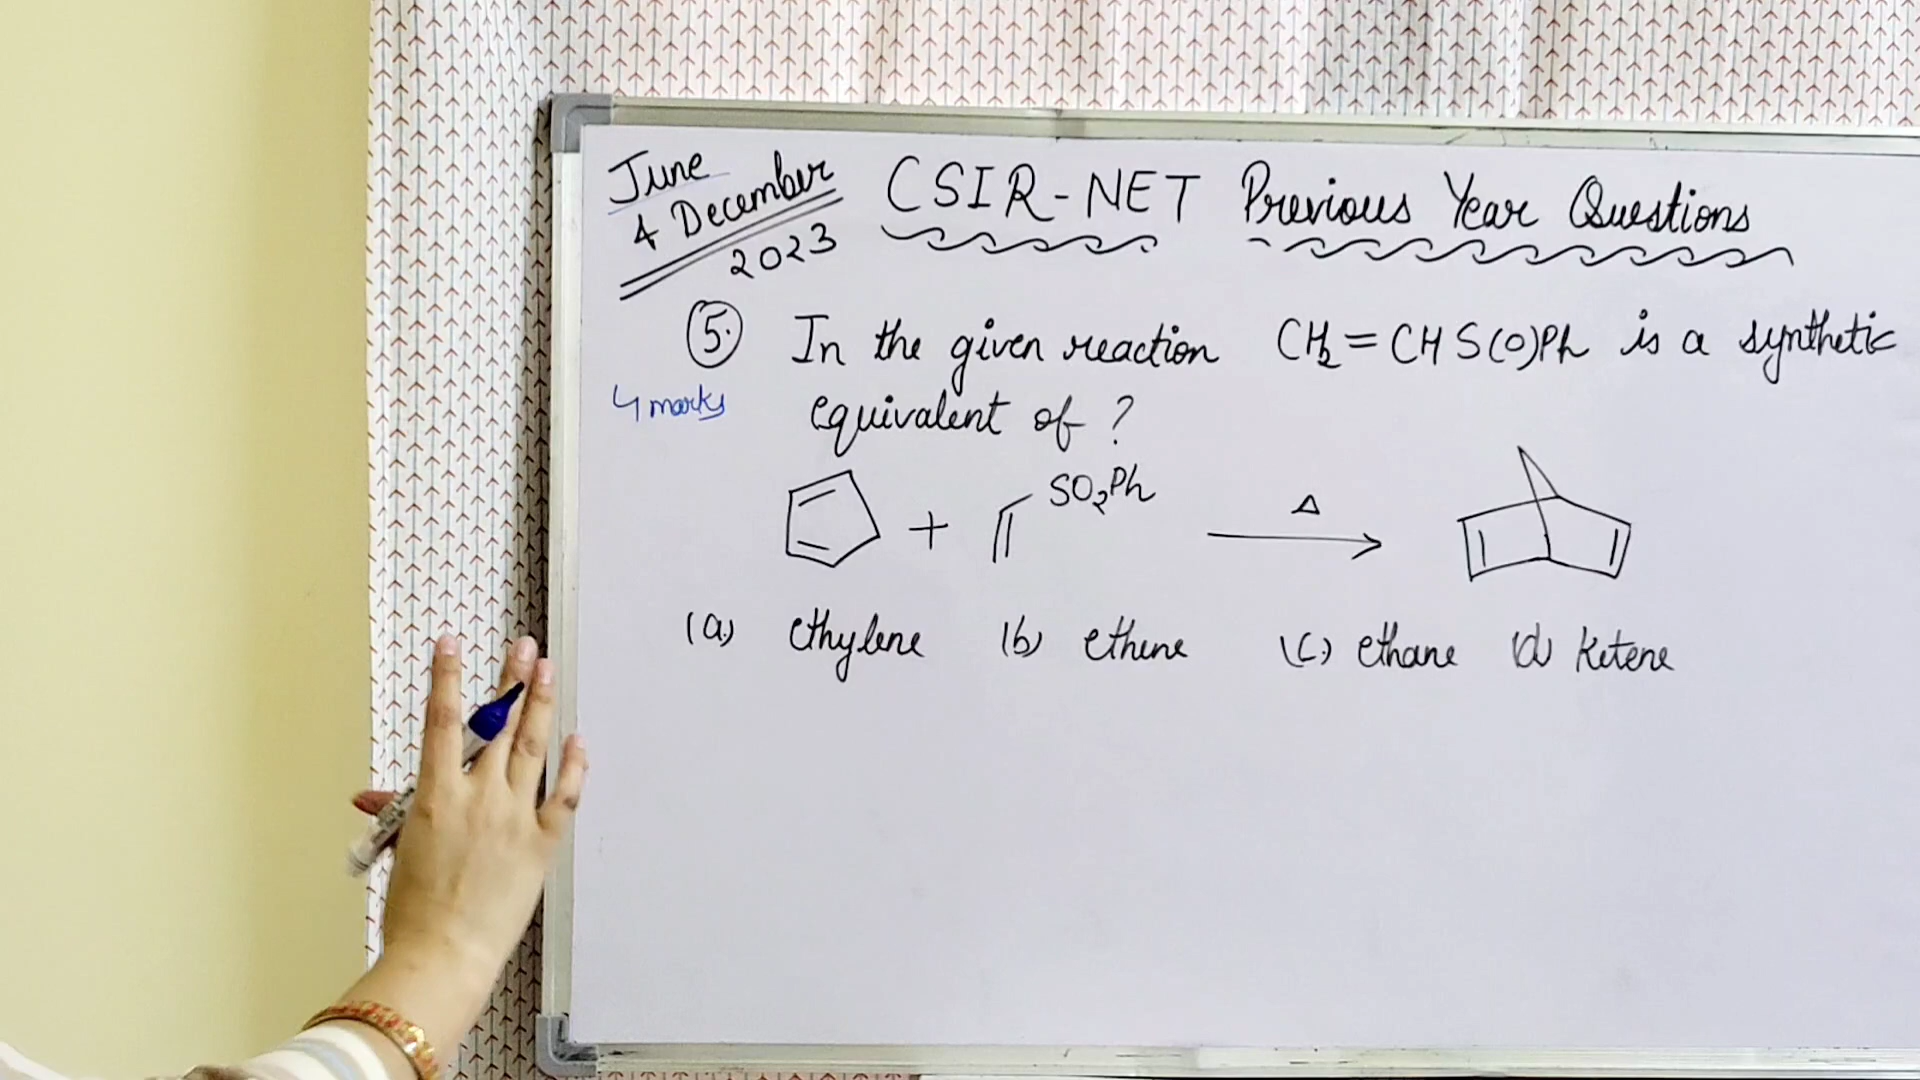 June
& December
2023
CSIR-NET Previous Year Questions
5. In the given reaction CH₂=CHS(O)Ph is a synthetic
4 marks
equivalent of ?
+ SO₂Ph Δ
(a) ethylene (b) ethene (c.) ethane (d) Ketene